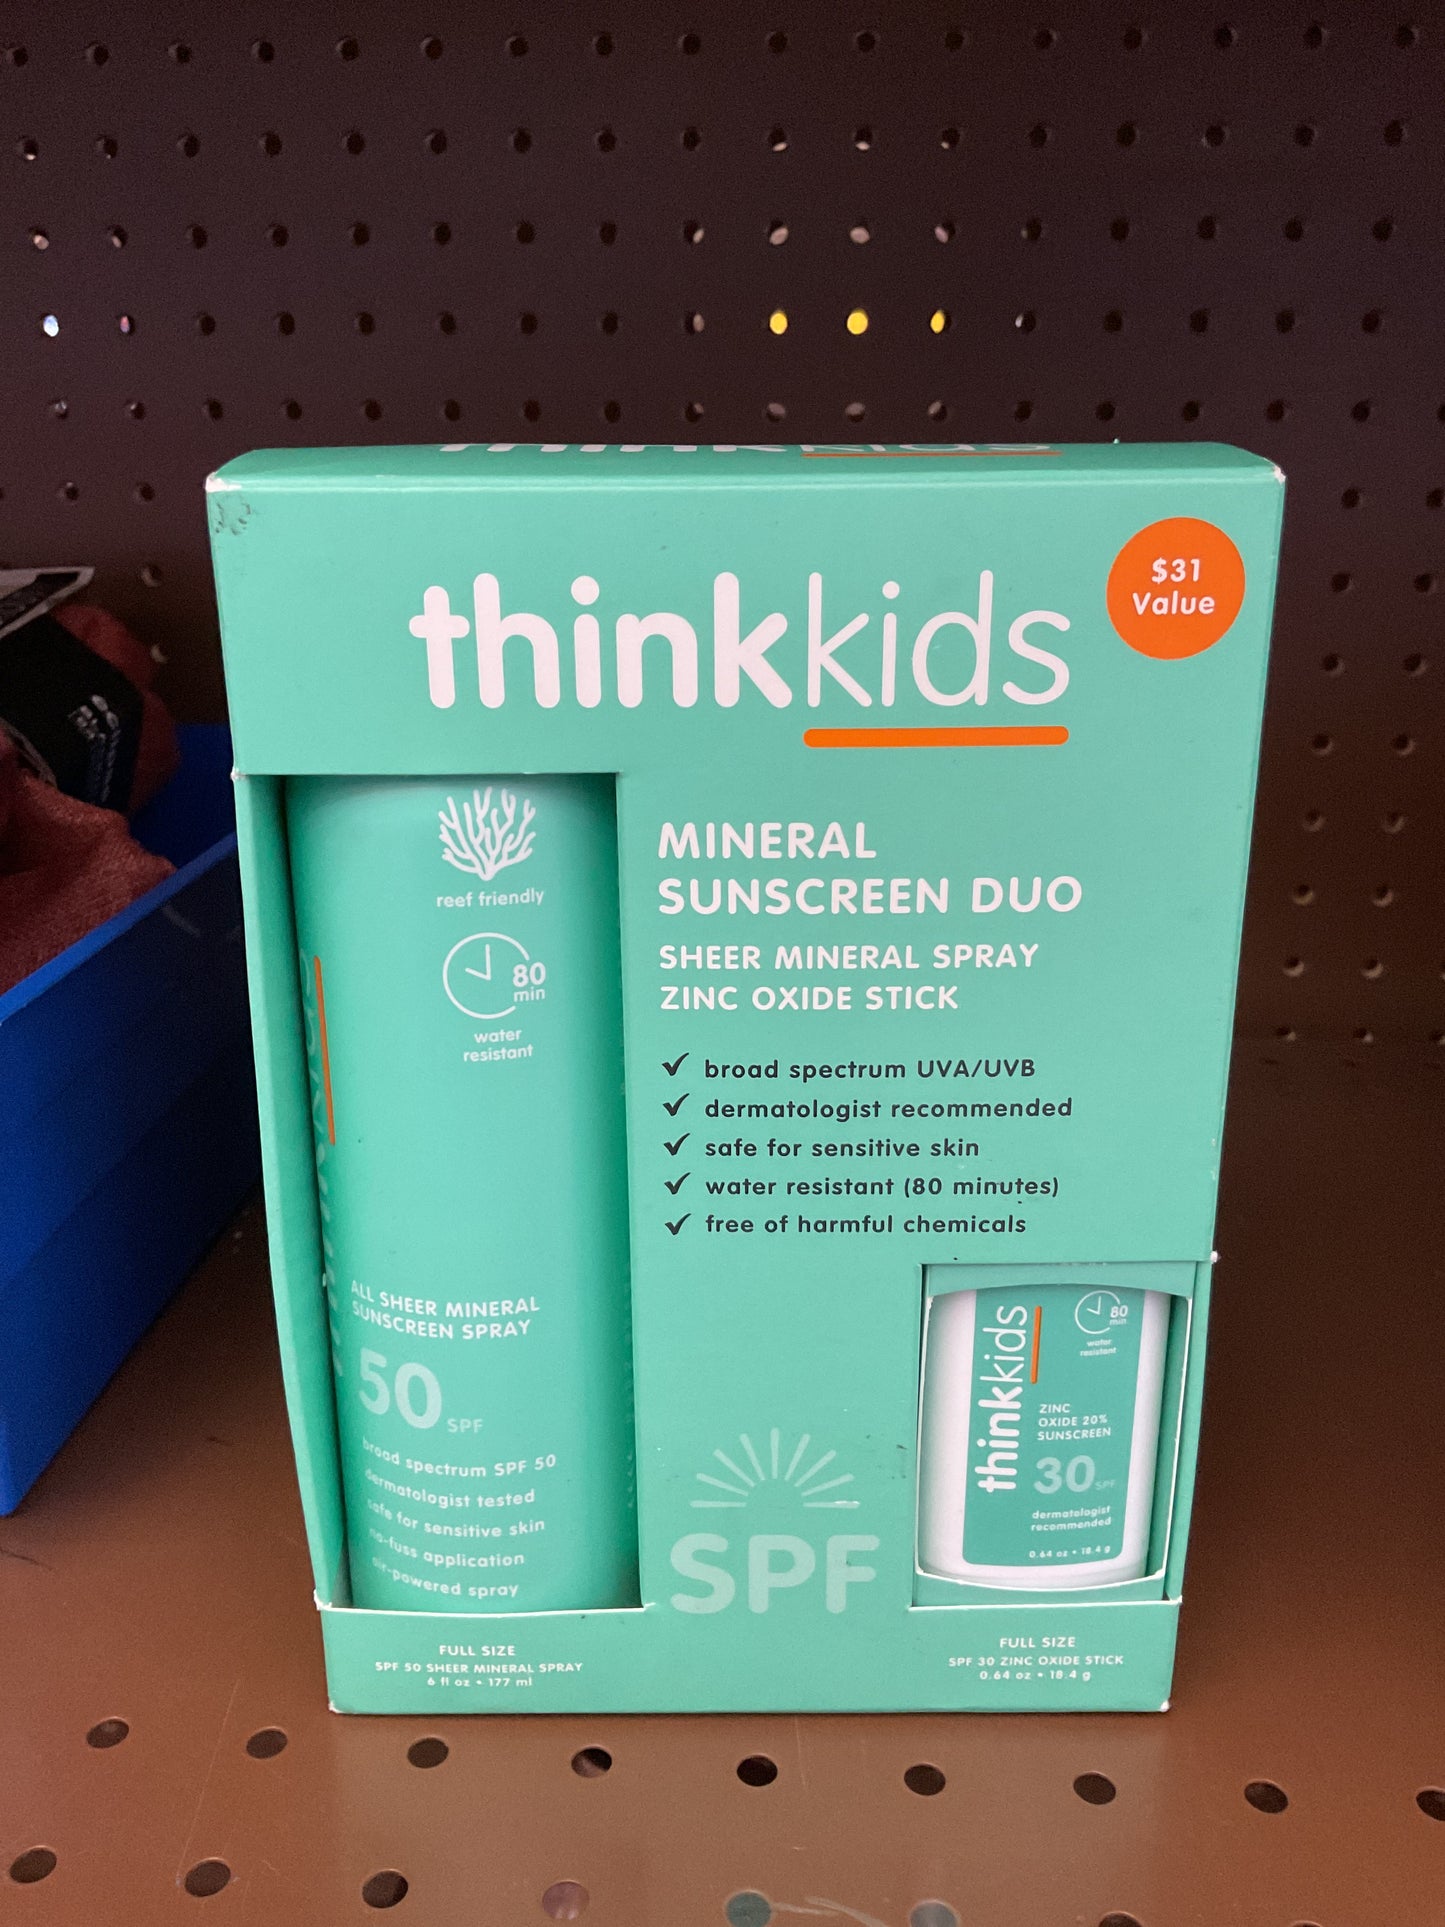 thinkkids
$31
Value
thinkkids
MINERAL
SUNSCREEN DUO
SHEER MINERAL SPRAY
ZINC OXIDE STICK
✓ broad spectrum UVA/UVB
✓ dermatologist recommended
✓ safe for sensitive skin
✓ water resistant (80 minutes)
✓ free of harmful chemicals
reef friendly
80
min
water
resistant
ALL SHEER MINERAL
SUNSCREEN SPRAY
50 SPF
broad spectrum SPF 50
dermatologist tested
safe for sensitive skin
no-fuss application
air-powered spray
SPF
thinkkids
80
min
water
resistant
ZINC
OXIDE 20%
SUNSCREEN
30 SPF
dermatologist
recommended
0.64 oz • 18.4 g
FULL SIZE
SPF 50 SHEER MINERAL SPRAY
6 fl oz • 177 ml
FULL SIZE
SPF 30 ZINC OXIDE STICK
0.64 oz • 18.4 g